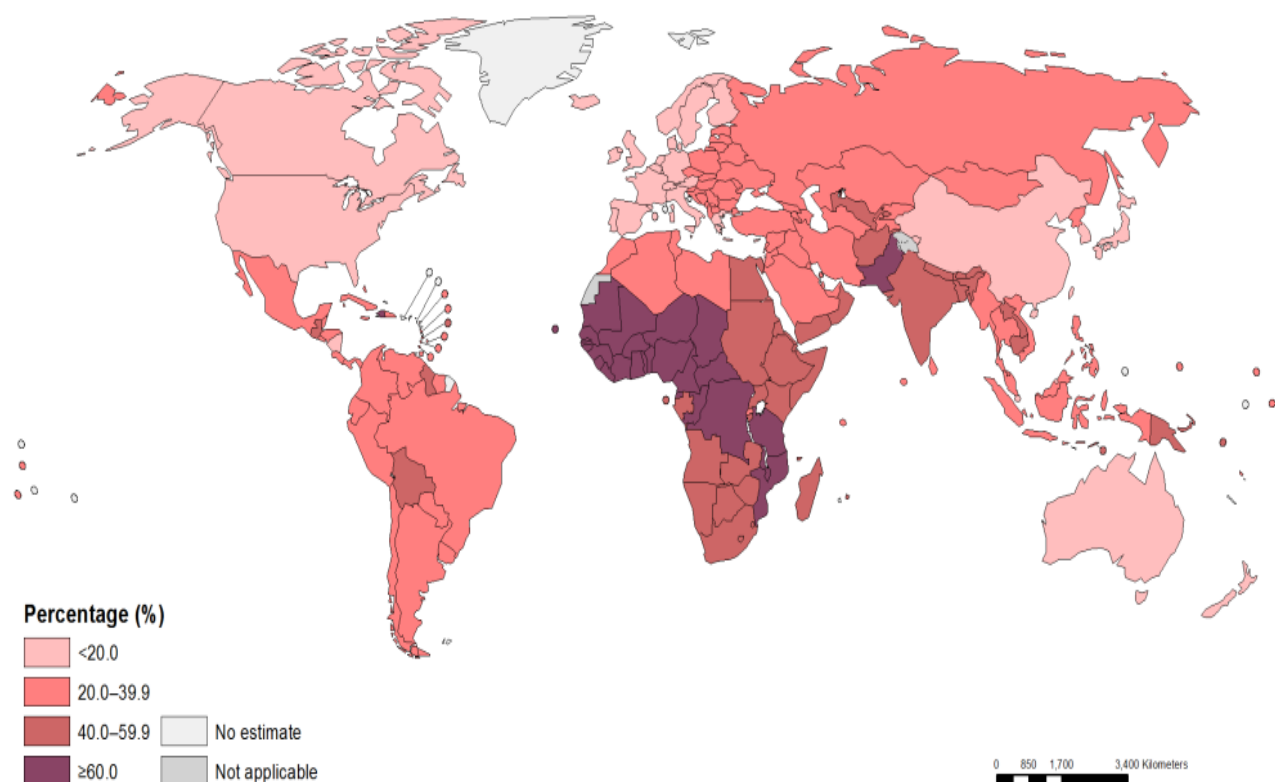 Percentage (%)
<20.0
20.0–39.9
40.0–59.9
≥60.0
No estimate
Not applicable
0 850 1,700 3,400 Kilometers